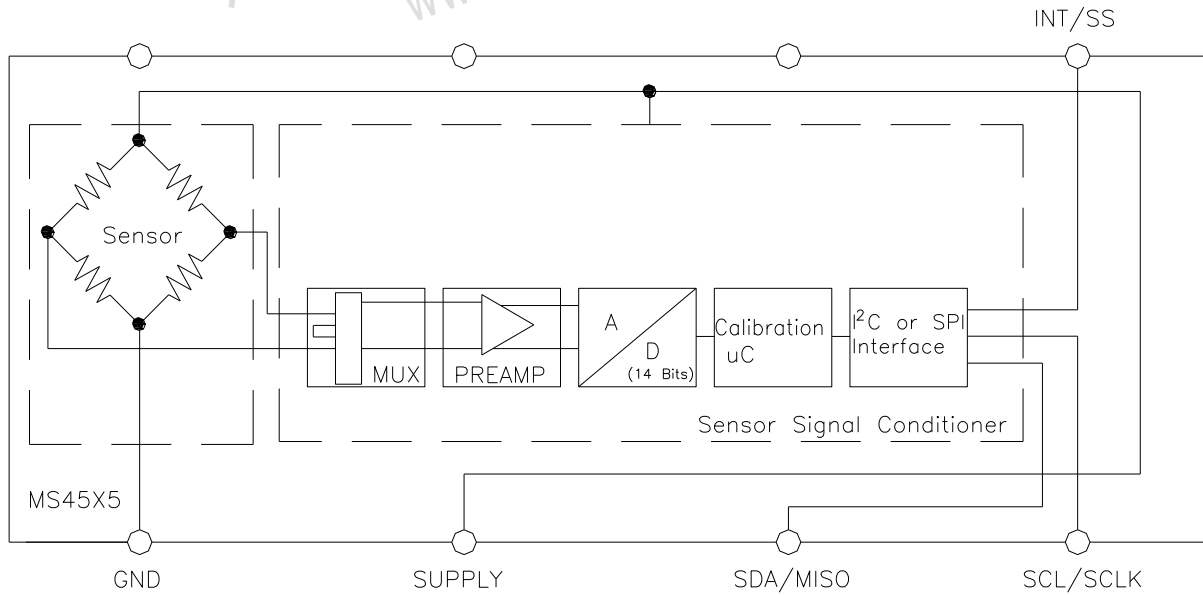 INT/SS
Sensor
MUX
PREAMP
A
D
(14 Bits)
Calibration
uC
I²C or SPI
Interface
Sensor Signal Conditioner
MS45X5
GND
SUPPLY
SDA/MISO
SCL/SCLK